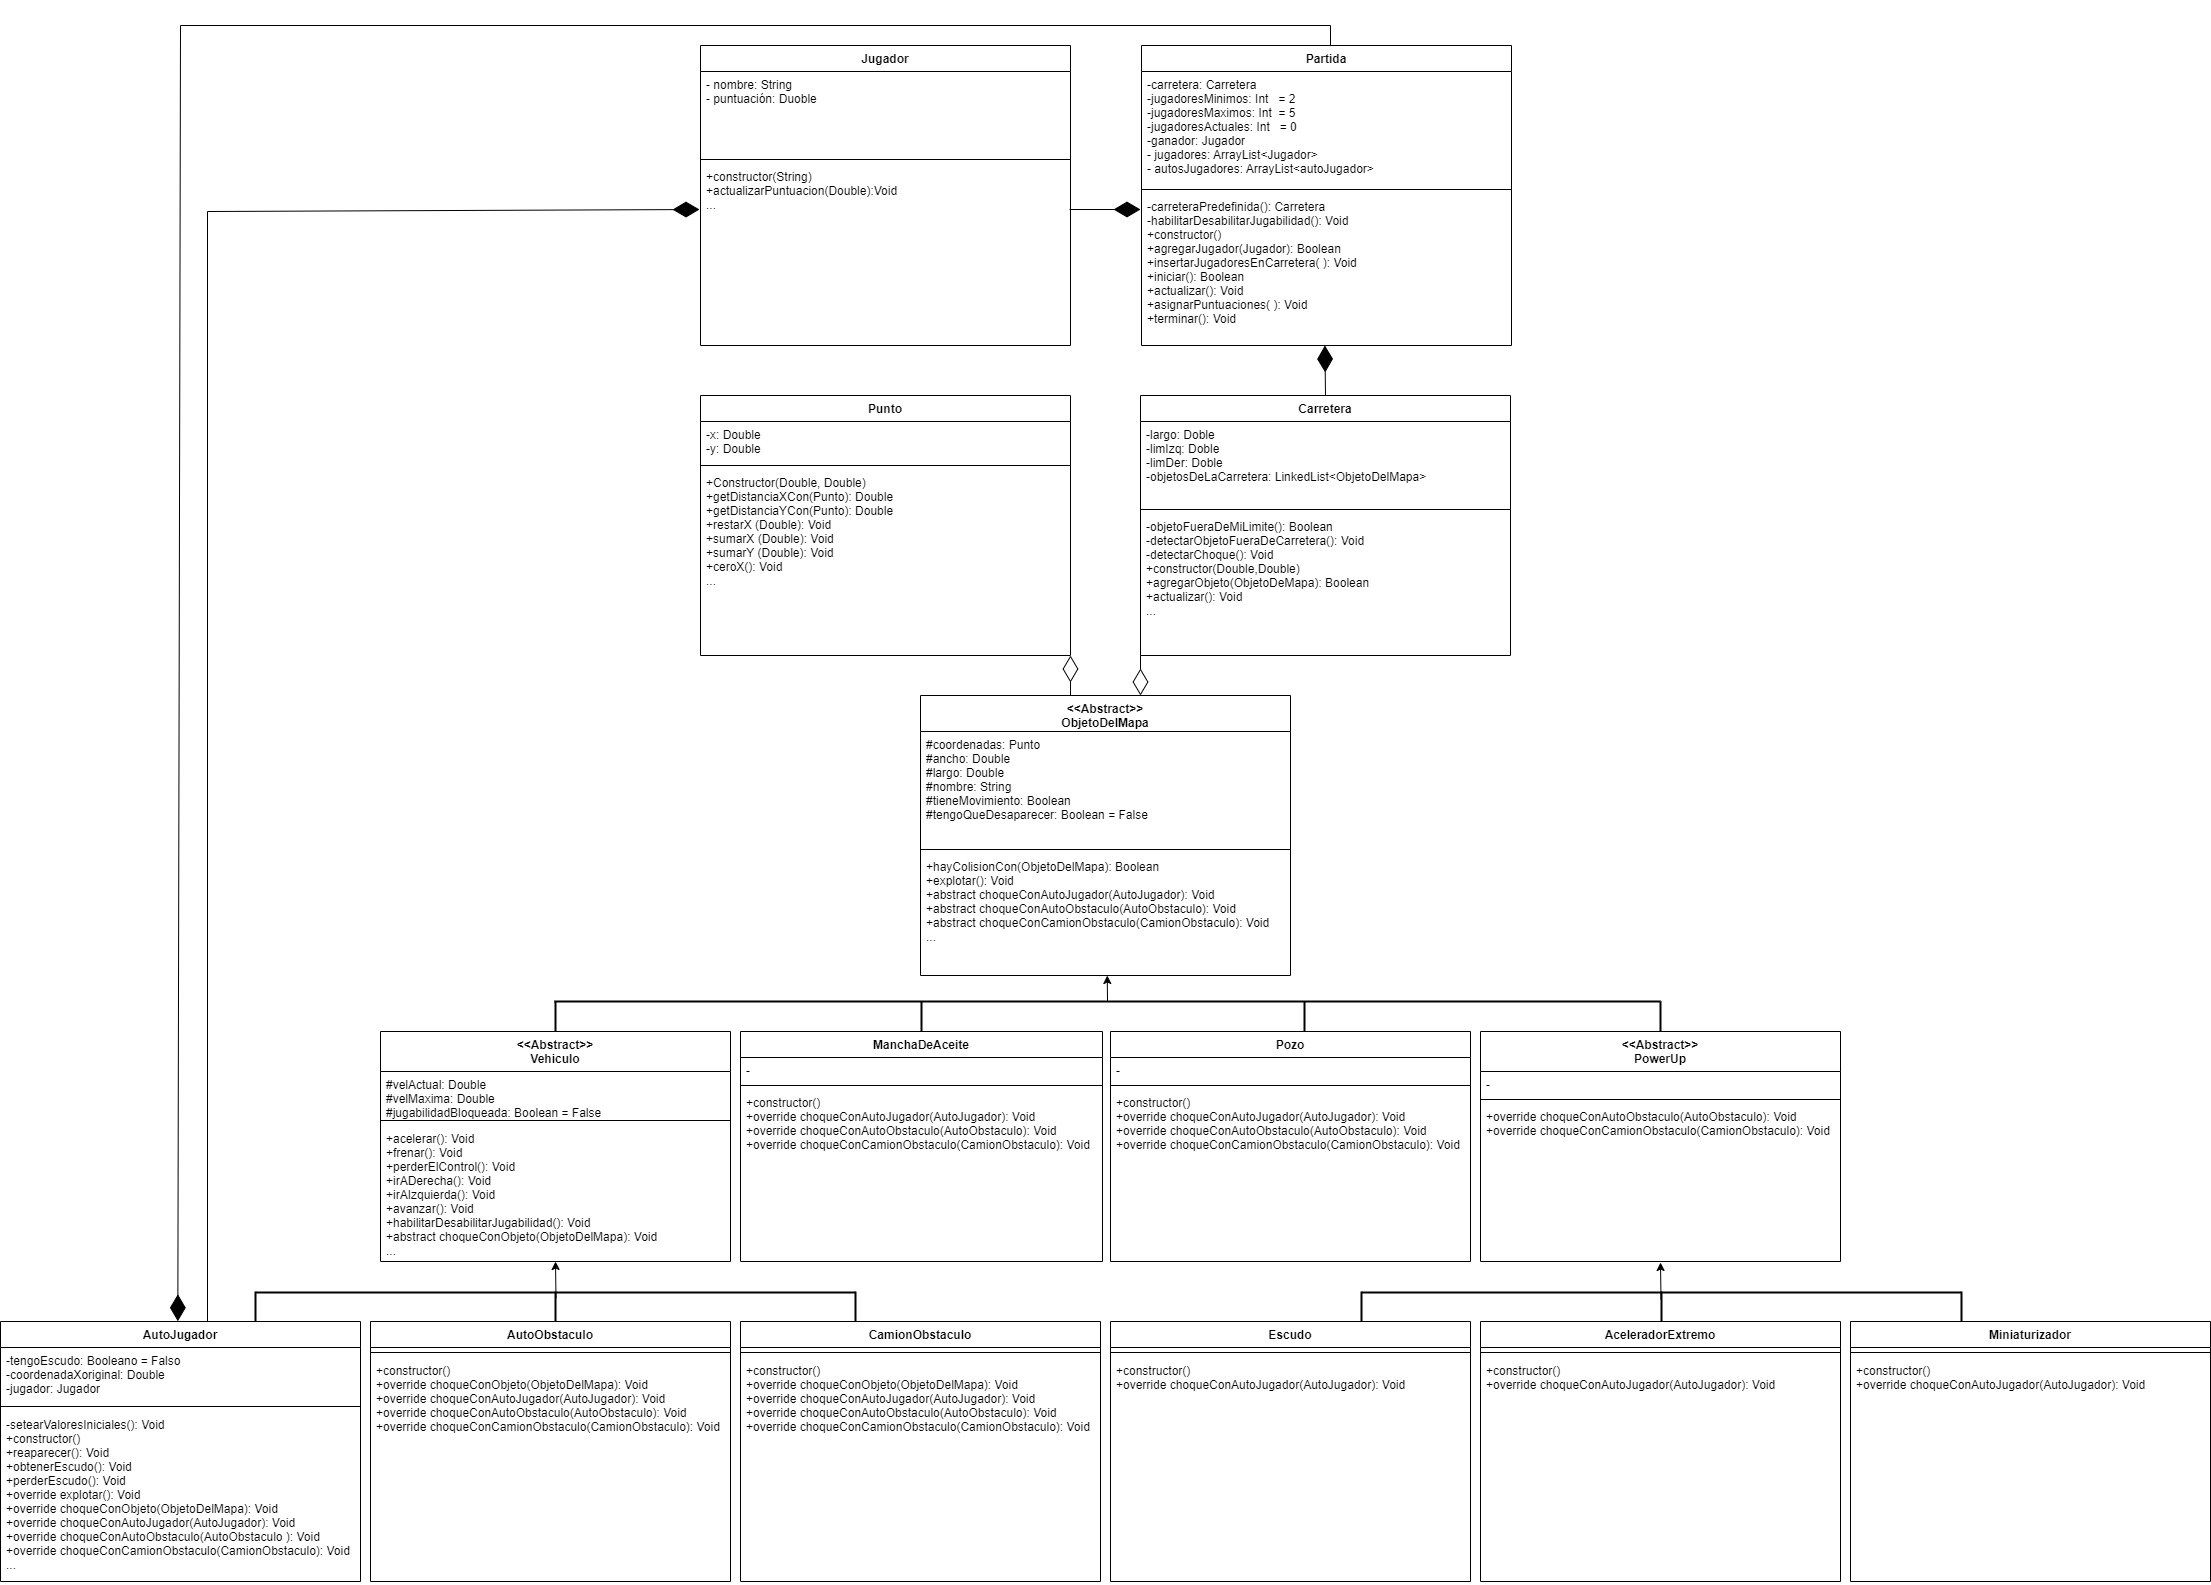 Jugador
- nombre: String
- puntuación: Duoble
+constructor(String)
+actualizarPuntuacion(Double):Void
...
Partida
-carretera: Carretera
-jugadoresMinimos: Int   = 2
-jugadoresMaximos: Int  = 5
-jugadoresActuales: Int   = 0
-ganador: Jugador
- jugadores: ArrayList<Jugador>
- autosJugadores: ArrayList<autoJugador>
-carreteraPredefinida(): Carretera
-habilitarDesabilitarJugabilidad(): Void
+constructor()
+agregarJugador(Jugador): Boolean
+insertarJugadoresEnCarretera( ): Void
+iniciar(): Boolean
+actualizar(): Void
+asignarPuntuaciones( ): Void
+terminar(): Void
Punto
-x: Double
-y: Double
+Constructor(Double, Double)
+getDistanciaXCon(Punto): Double
+getDistanciaYCon(Punto): Double
+restarX (Double): Void
+sumarX (Double): Void
+sumarY (Double): Void
+ceroX(): Void
...
Carretera
-largo: Doble
-limIzq: Doble
-limDer: Doble
-objetosDeLaCarretera: LinkedList<ObjetoDelMapa>
-objetoFueraDeMiLimite(): Boolean
-detectarObjetoFueraDeCarretera(): Void
-detectarChoque(): Void
+constructor(Double,Double)
+agregarObjeto(ObjetoDeMapa): Boolean
+actualizar(): Void
...
<<Abstract>>
ObjetoDelMapa
#coordenadas: Punto
#ancho: Double
#largo: Double
#nombre: String
#tieneMovimiento: Boolean
#tengoQueDesaparecer: Boolean = False
+hayColisionCon(ObjetoDelMapa): Boolean
+explotar(): Void
+abstract choqueConAutoJugador(AutoJugador): Void
+abstract choqueConAutoObstaculo(AutoObstaculo): Void
+abstract choqueConCamionObstaculo(CamionObstaculo): Void
...
<<Abstract>>
Vehiculo
#velActual: Double
#velMaxima: Double
#jugabilidadBloqueada: Boolean = False
+acelerar(): Void
+frenar(): Void
+perderElControl(): Void
+irADerecha(): Void
+irAIzquierda(): Void
+avanzar(): Void
+habilitarDesabilitarJugabilidad(): Void
+abstract choqueConObjeto(ObjetoDelMapa): Void
...
ManchaDeAceite
-
+constructor()
+override choqueConAutoJugador(AutoJugador): Void
+override choqueConAutoObstaculo(AutoObstaculo): Void
+override choqueConCamionObstaculo(CamionObstaculo): Void
Pozo
-
+constructor()
+override choqueConAutoJugador(AutoJugador): Void
+override choqueConAutoObstaculo(AutoObstaculo): Void
+override choqueConCamionObstaculo(CamionObstaculo): Void
<<Abstract>>
PowerUp
-
+override choqueConAutoObstaculo(AutoObstaculo): Void
+override choqueConCamionObstaculo(CamionObstaculo): Void
AutoJugador
-tengoEscudo: Booleano = Falso
-coordenadaXoriginal: Double
-jugador: Jugador
-setearValoresIniciales(): Void
+constructor()
+reaparecer(): Void
+obtenerEscudo(): Void
+perderEscudo(): Void
+override explotar(): Void
+override choqueConObjeto(ObjetoDelMapa): Void
+override choqueConAutoJugador(AutoJugador): Void
+override choqueConAutoObstaculo(AutoObstaculo ): Void
+override choqueConCamionObstaculo(CamionObstaculo): Void
...
AutoObstaculo
+constructor()
+override choqueConObjeto(ObjetoDelMapa): Void
+override choqueConAutoJugador(AutoJugador): Void
+override choqueConAutoObstaculo(AutoObstaculo): Void
+override choqueConCamionObstaculo(CamionObstaculo): Void
CamionObstaculo
+constructor()
+override choqueConObjeto(ObjetoDelMapa): Void
+override choqueConAutoJugador(AutoJugador): Void
+override choqueConAutoObstaculo(AutoObstaculo): Void
+override choqueConCamionObstaculo(CamionObstaculo): Void
Escudo
+constructor()
+override choqueConAutoJugador(AutoJugador): Void
AceleradorExtremo
+constructor()
+override choqueConAutoJugador(AutoJugador): Void
Miniaturizador
+constructor()
+override choqueConAutoJugador(AutoJugador): Void